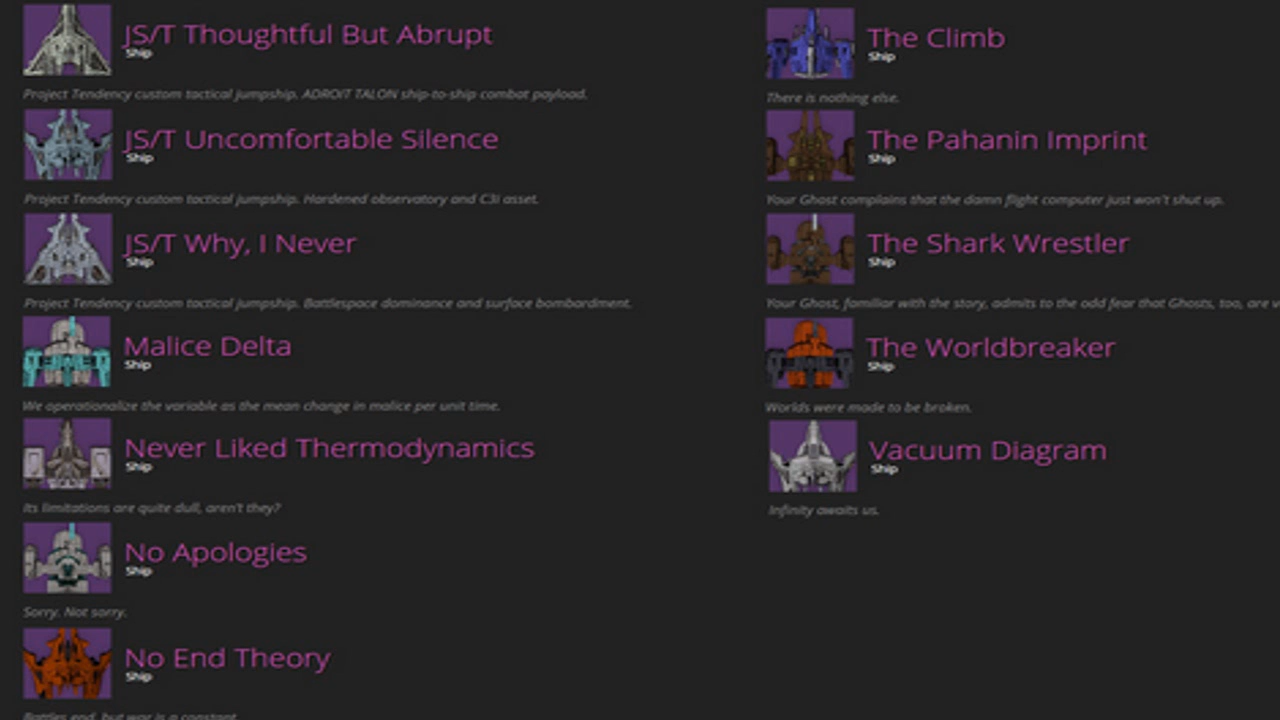 JS/T Thoughtful But Abrupt
Ship
Project Tendency custom tactical jumpship. ADROIT TALON ship-to-ship combat payload.
JS/T Uncomfortable Silence
Ship
Project Tendency custom tactical jumpship. Hardened observatory and C3I asset.
JS/T Why, I Never
Ship
Project Tendency custom tactical jumpship. Battlespace dominance and surface bombardment.
Malice Delta
Ship
We operationalize the variable as the mean change in malice per unit time.
Never Liked Thermodynamics
Ship
Its limitations are quite dull, aren't they?
No Apologies
Ship
Sorry. Not sorry.
No End Theory
Ship
Battles end, but war is a constant.
The Climb
Ship
There is nothing else.
The Pahanin Imprint
Ship
Your Ghost complains that the damn flight computer just won't shut up.
The Shark Wrestler
Ship
Your Ghost, familiar with the story, admits to the odd fear that Ghosts, too, are
The Worldbreaker
Ship
Worlds were made to be broken.
Vacuum Diagram
Ship
Infinity awaits us.